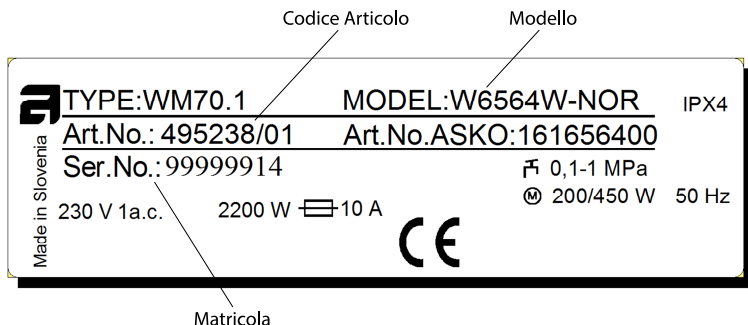 Codice Articolo Modello
TYPE:WM70.1 MODEL:W6564W-NOR IPX4
Art.No.: 495238/01 Art.No.ASKO:161656400
Ser.No.: 99999914 0,1-1 MPa
M 200/450 W 50 Hz
230 V 1a.c. 2200 W 10 A
Made in Slovenia
CE
Matricola